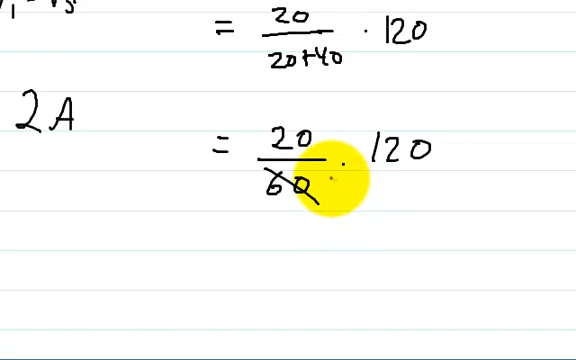 = 20/(20+40) · 120
2A
= 20/60 · 120